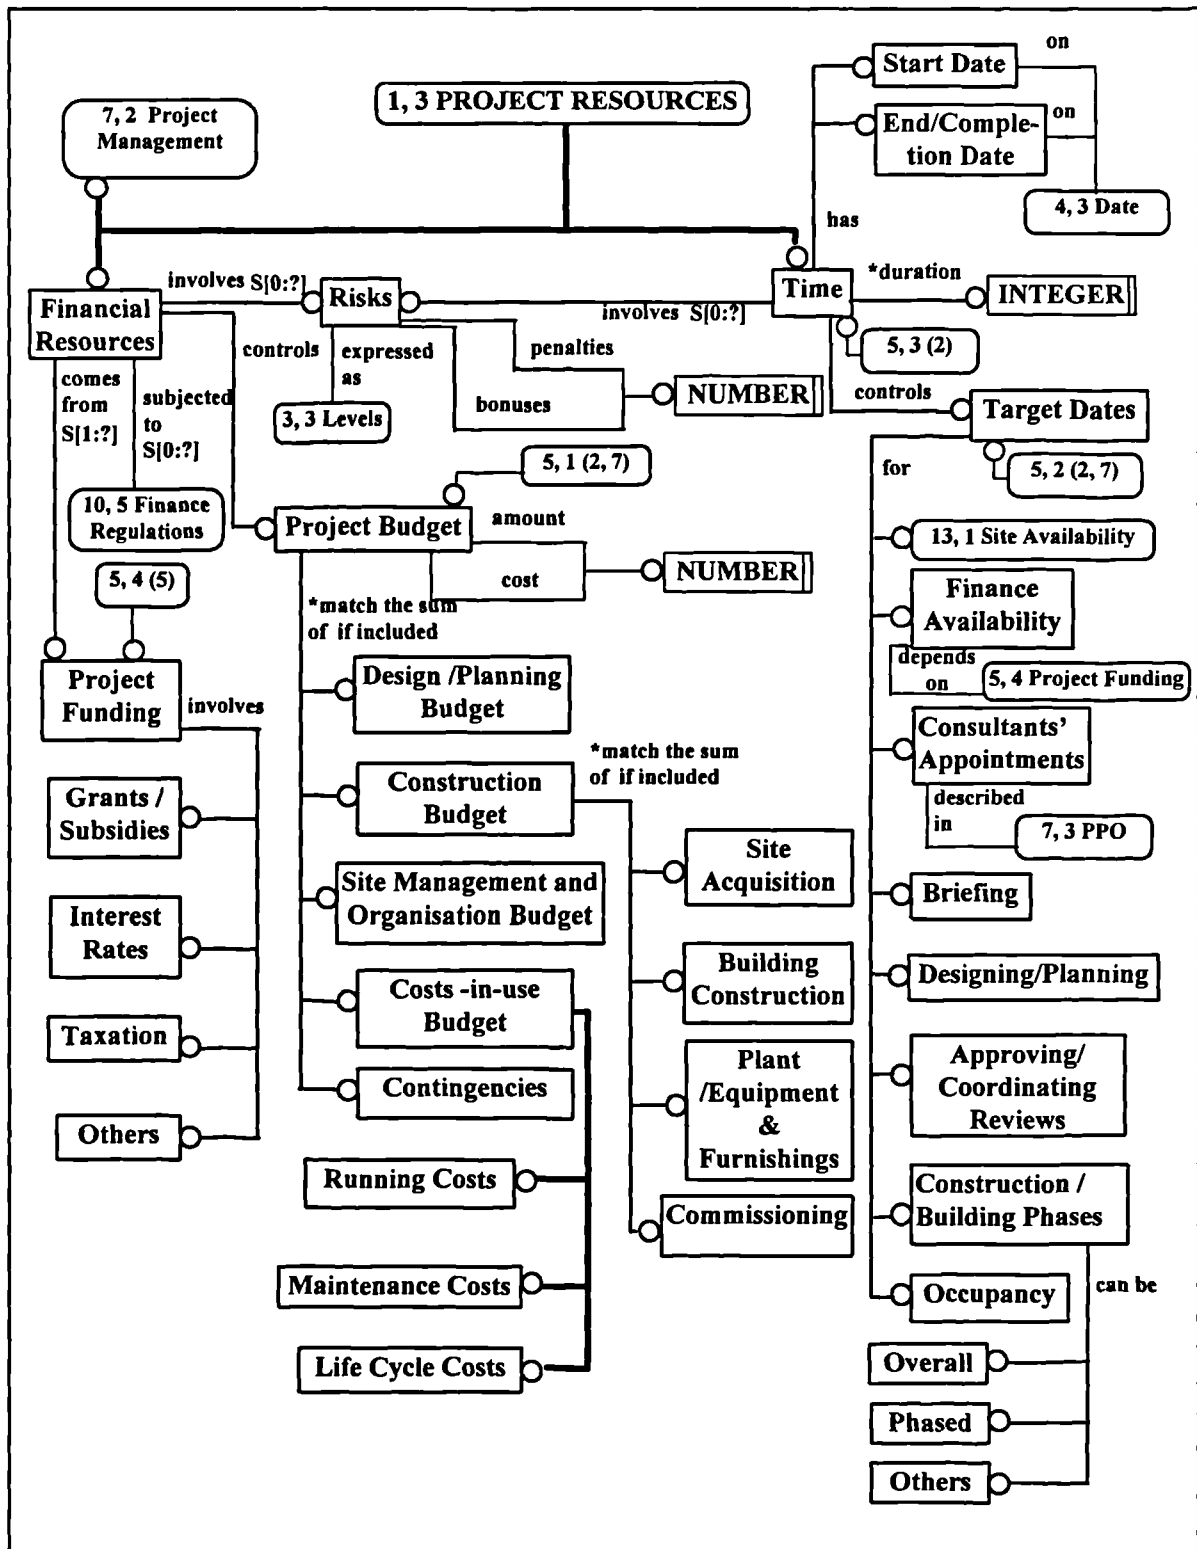 on
Start Date
1, 3 PROJECT RESOURCES
7, 2 Project
Management
End/Comple-
tion Date
on
4, 3 Date
has
involves S[0:?]
Risks
Time
*duration
INTEGER
Financial
Resources
involves S[0:?]
5, 3 (2)
controls
expressed
as
penalties
bonuses
NUMBER
controls
Target Dates
comes
from
S[1:?]
subjected
to
S[0:?]
3, 3 Levels
for
5, 2 (2, 7)
5, 1 (2, 7)
10, 5 Finance
Regulations
Project Budget
amount
cost
NUMBER
13, 1 Site Availability
5, 4 (5)
*match the sum
of if included
Finance
Availability
depends
on
5, 4 Project Funding
Project
Funding
involves
Design /Planning
Budget
Consultants'
Appointments
*match the sum
of if included
Grants /
Subsidies
Construction
Budget
described
in
7, 3 PPO
Site
Acquisition
Site Management and
Organisation Budget
Briefing
Interest
Rates
Building
Construction
Designing/Planning
Costs -in-use
Budget
Taxation
Plant
/Equipment
&
Furnishings
Approving/
Coordinating
Reviews
Contingencies
Others
Running Costs
Commissioning
Construction /
Building Phases
Maintenance Costs
Occupancy
can be
Life Cycle Costs
Overall
Phased
Others